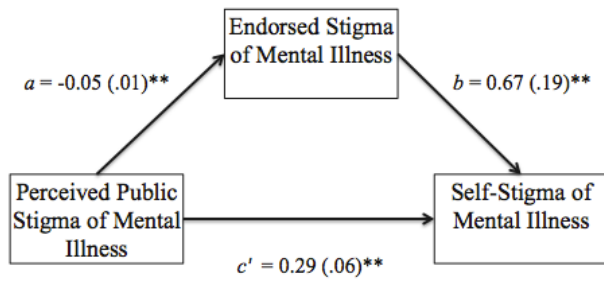 Endorsed Stigma
of Mental Illness
a = -0.05 (.01)**
b = 0.67 (.19)**
Perceived Public
Stigma of Mental
Illness
Self-Stigma of
Mental Illness
c' = 0.29 (.06)**